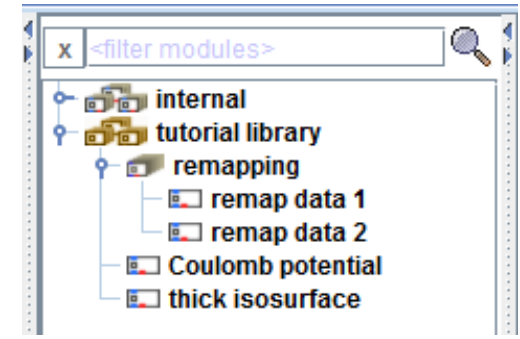 x <filter modules>
internal
tutorial library
remapping
remap data 1
remap data 2
Coulomb potential
thick isosurface